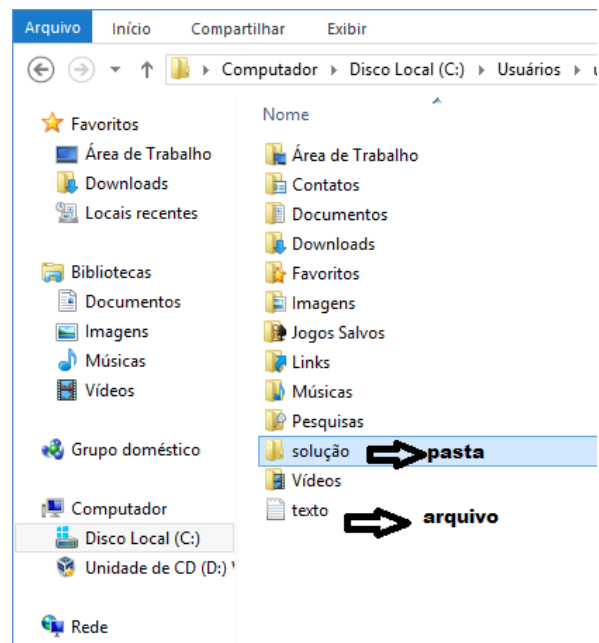 Arquivo Início Compartilhar Exibir
Computador Disco Local (C:) Usuários
Favoritos
Área de Trabalho
Downloads
Locais recentes
Bibliotecas
Documentos
Imagens
Músicas
Vídeos
Grupo doméstico
Computador
Disco Local (C:)
Unidade de CD (D:)
Rede
Nome
Área de Trabalho
Contatos
Documentos
Downloads
Favoritos
Imagens
Jogos Salvos
Links
Músicas
Pesquisas
solução pasta
Vídeos
texto arquivo